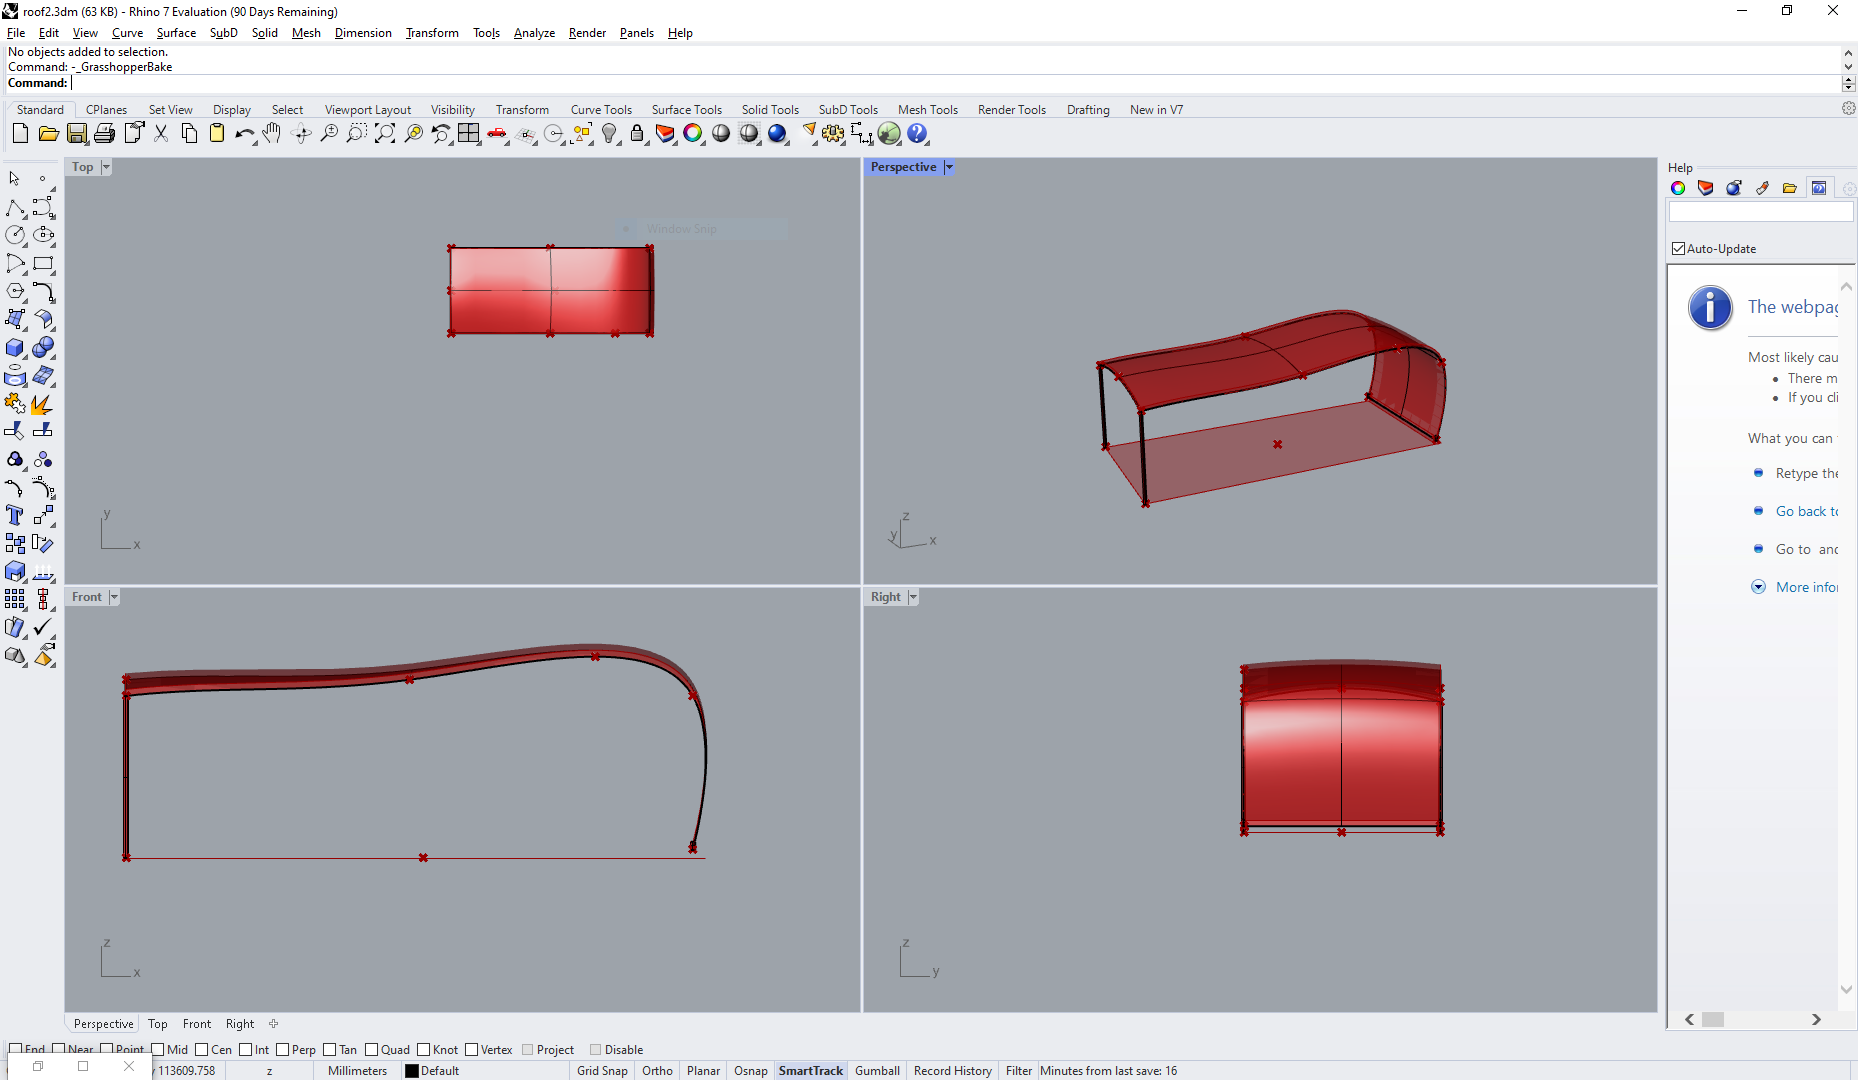 roof2.3dm (63 KB) - Rhino 7 Evaluation (90 Days Remaining)
File Edit View Curve Surface SubD Solid Mesh Dimension Transform Tools Analyze Render Panels Help
No objects added to selection.
Command: -_GrasshopperBake
Command:
Standard CPlanes Set View Display Select Viewport Layout Visibility Transform Curve Tools Surface Tools Solid Tools SubD Tools Mesh Tools Render Tools Drafting New in V7
Top
Perspective
Help
Window Snip
Auto-Update
The webpag
Most likely cau
There m
If you cli
What you can
Retype the
Go back to
Go to and
More infor
y
x
z
y
x
Front
Right
z
x
z
y
Perspective Top Front Right
End Near Point Mid Cen Int Perp Tan Quad Knot Vertex Project Disable
y 113609.758 z Millimeters Default Grid Snap Ortho Planar Osnap SmartTrack Gumball Record History Filter Minutes from last save: 16